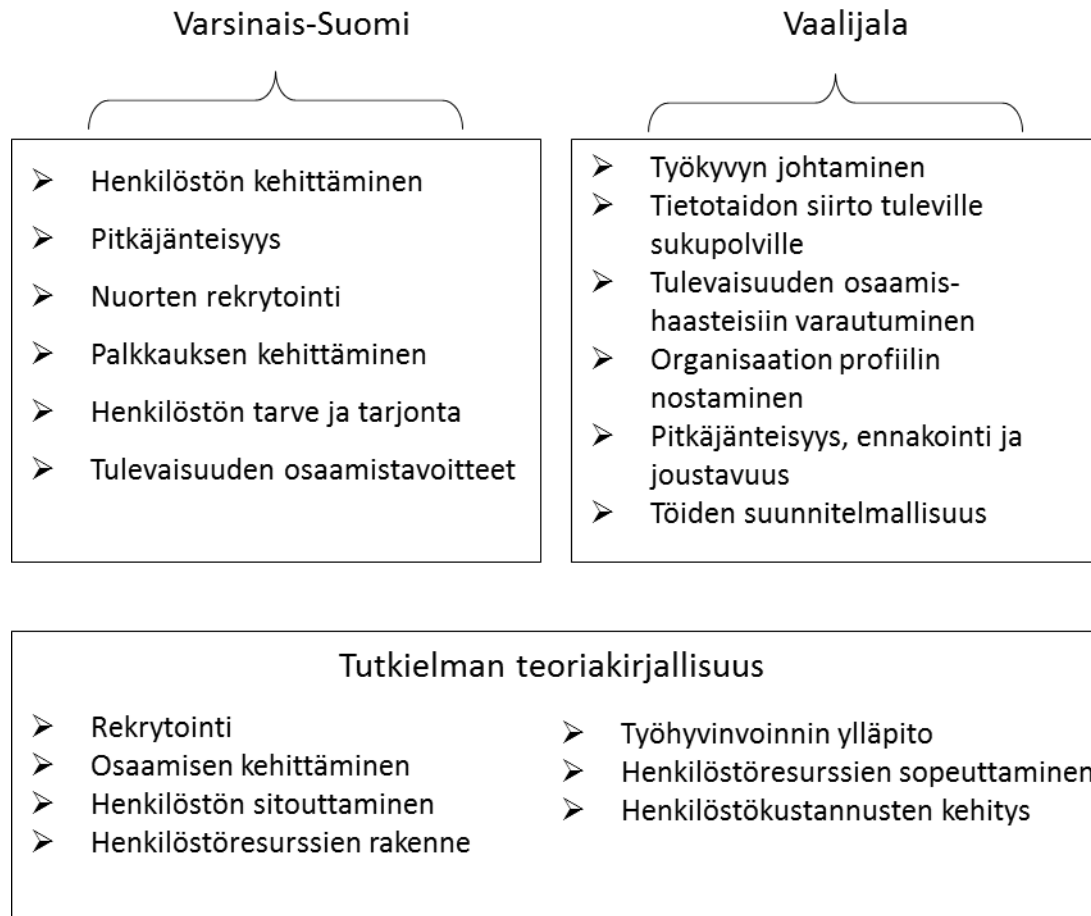 Varsinais-Suomi
Henkilöstön kehittäminen
Pitkäjänteisyys
Nuorten rekrytointi
Palkkauksen kehittäminen
Henkilöstön tarve ja tarjonta
Tulevaisuuden osaamistavoitteet
Vaalijala
Työkyvyn johtaminen
Tietotaidon siirto tuleville
sukupolville
Tulevaisuuden osaamis-
haasteisiin varautuminen
Organisaation profiilin
nostaminen
Pitkäjänteisyys, ennakointi ja
joustavuus
Töiden suunnitelmallisuus
Tutkielman teoriakirjallisuus
Rekrytointi
Osaamisen kehittäminen
Henkilöstön sitouttaminen
Henkilöstöresurssien rakenne
Työhyvinvoinnin ylläpito
Henkilöstöresurssien sopeuttaminen
Henkilöstökustannusten kehitys